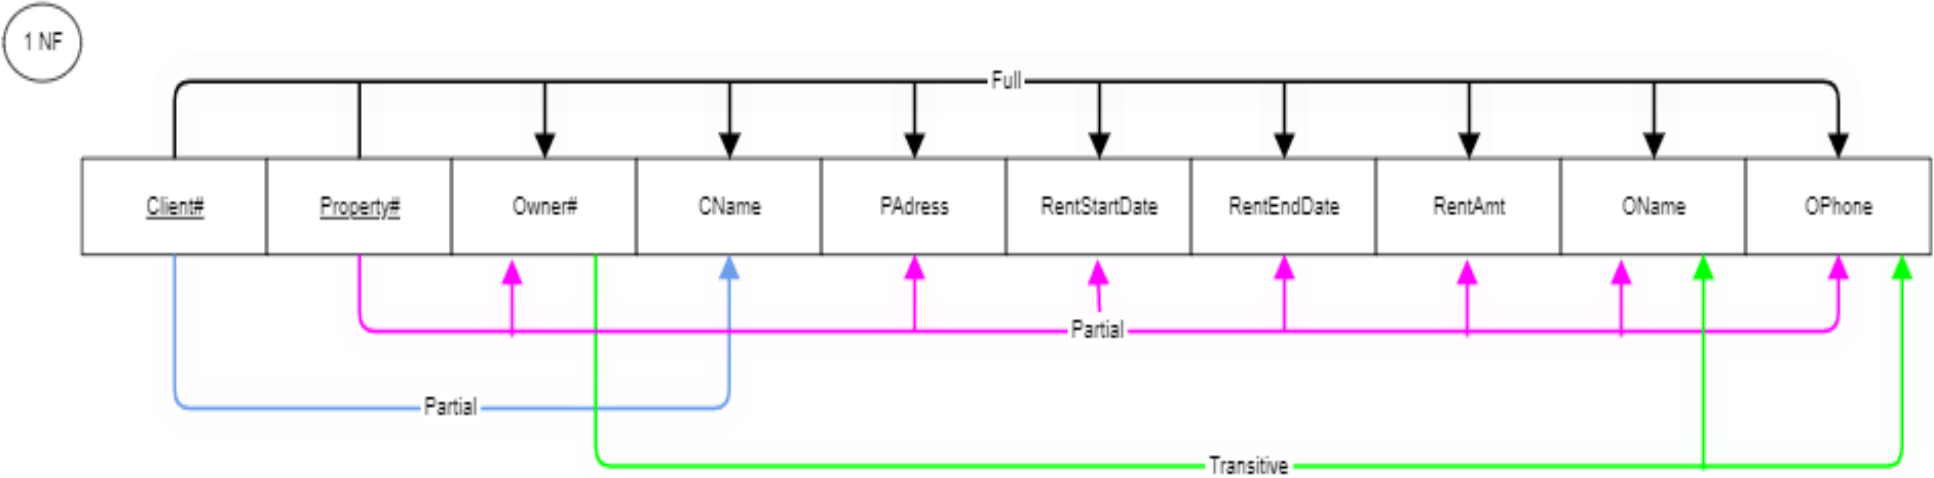 1 NF
Full
Client# Property# Owner# CName PAdress RentStartDate RentEndDate RentAmt OName OPhone
Partial
Partial
Transitive